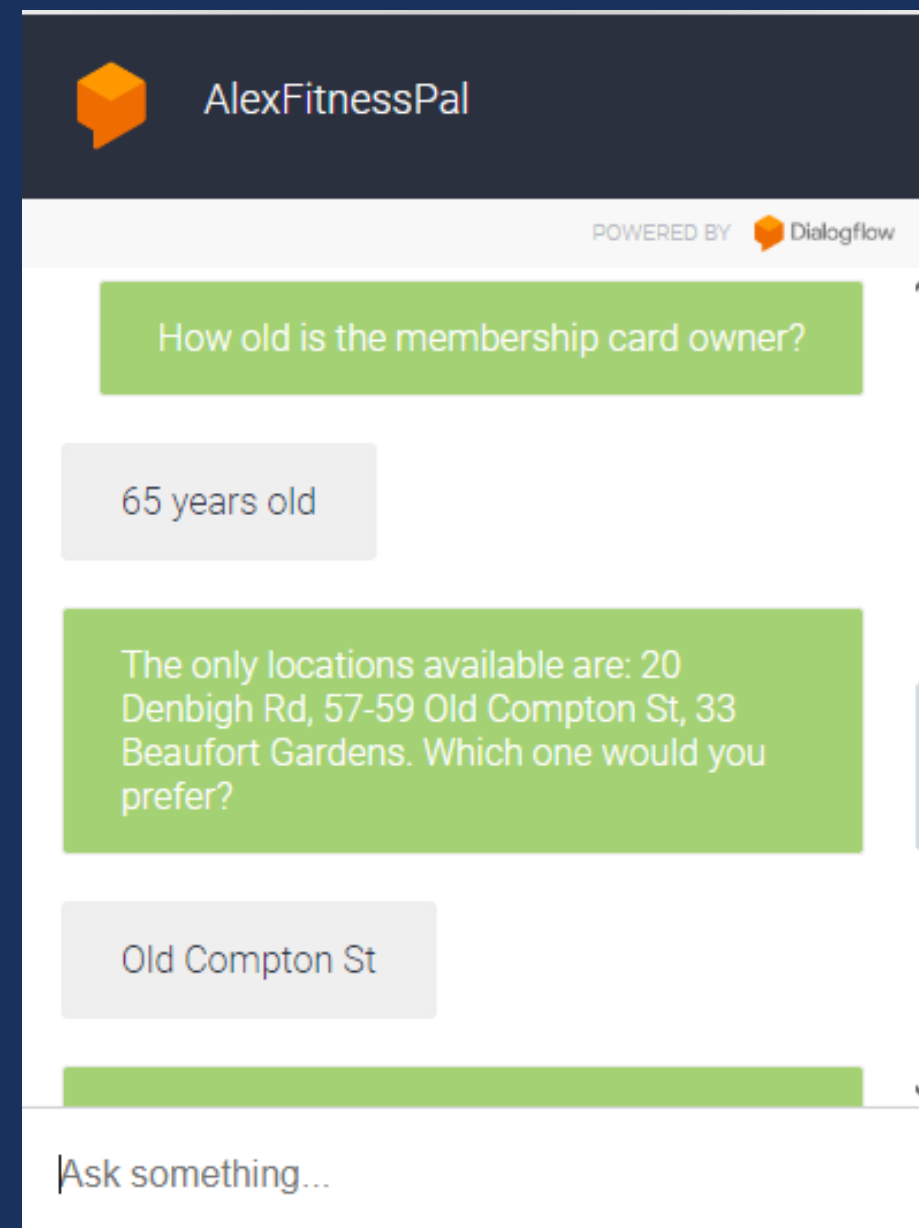 AlexFitnessPal
POWERED BY Dialogflow
How old is the membership card owner?
65 years old
The only locations available are: 20
Denbigh Rd, 57-59 Old Compton St, 33
Beaufort Gardens. Which one would you
prefer?
Old Compton St
Ask something...